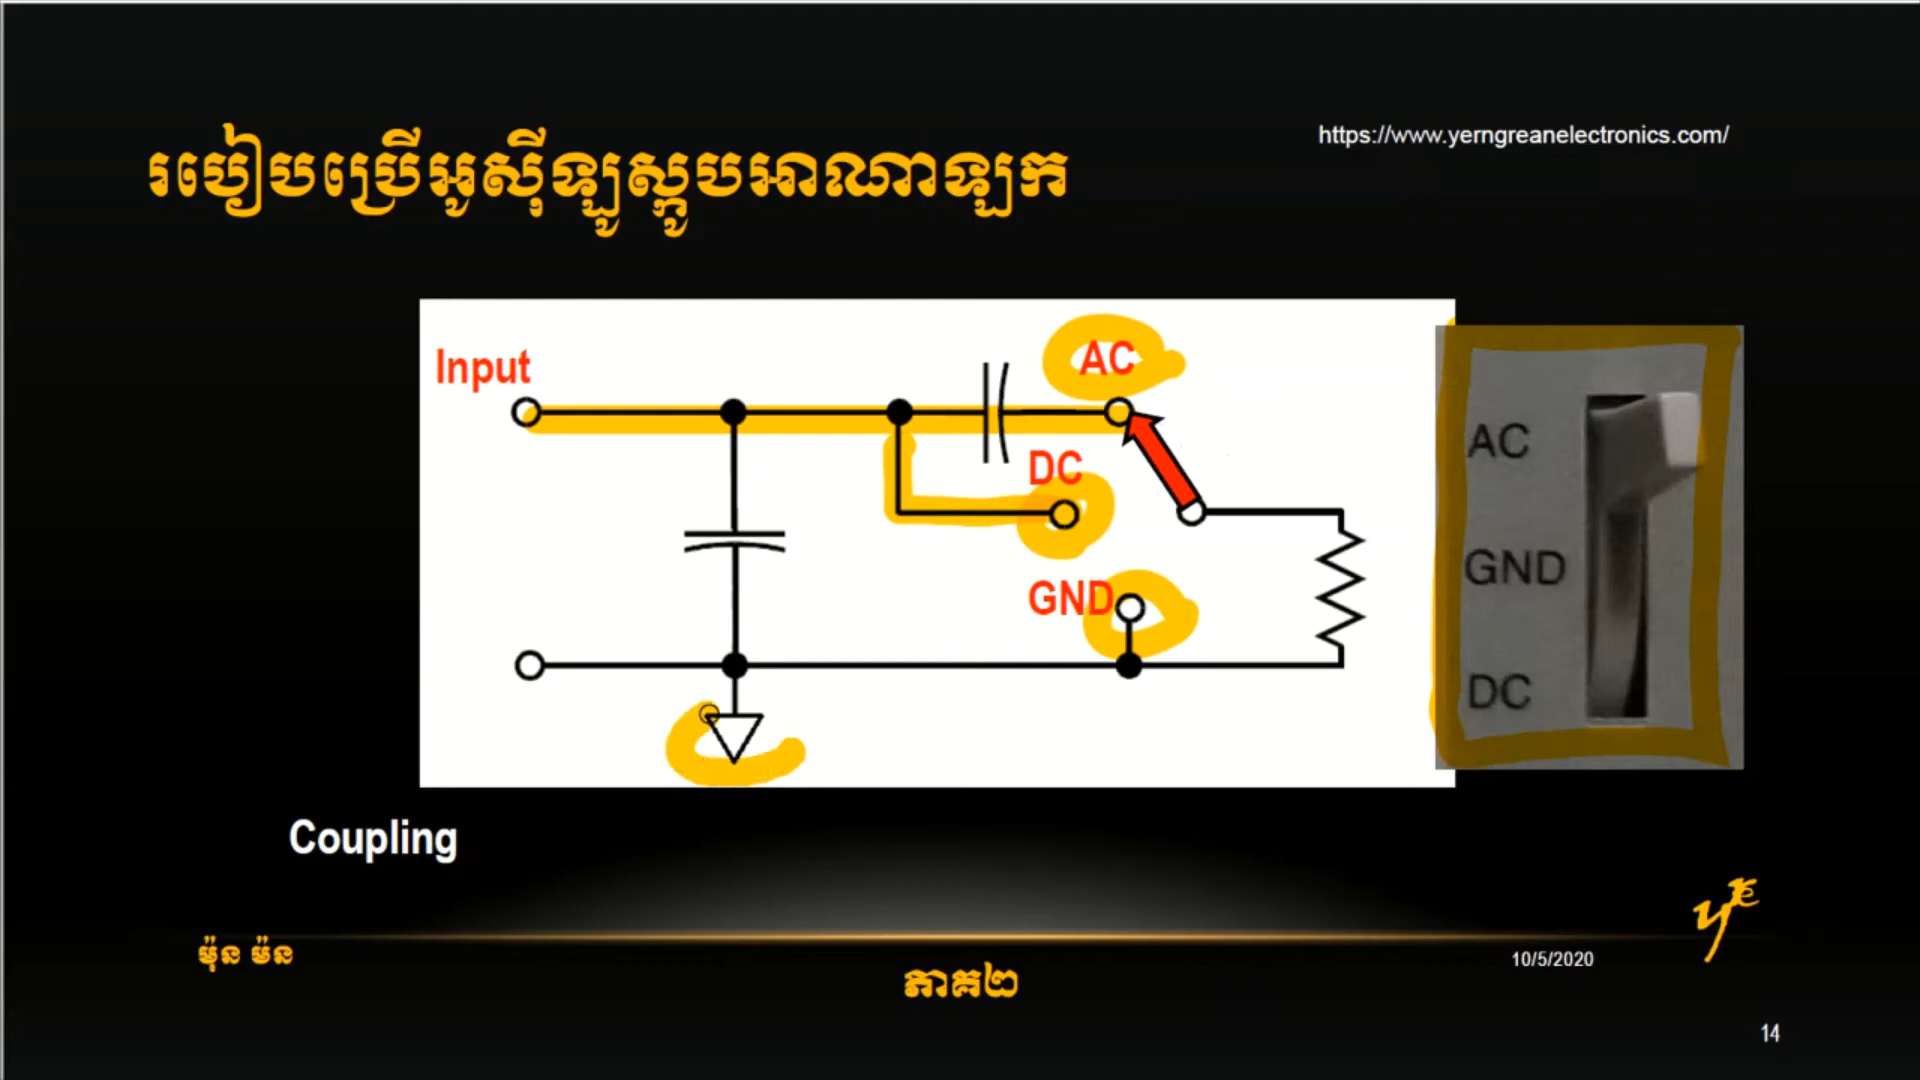 https://www.yerngreanelectronics.com/
របៀបប្រើអូស៊ីឡូស្កូបអាណាឡូក
Input
AC
DC
GND
AC
GND
DC
Coupling
ម៉ុន ម៉ន
10/5/2020
ភាគ២
14